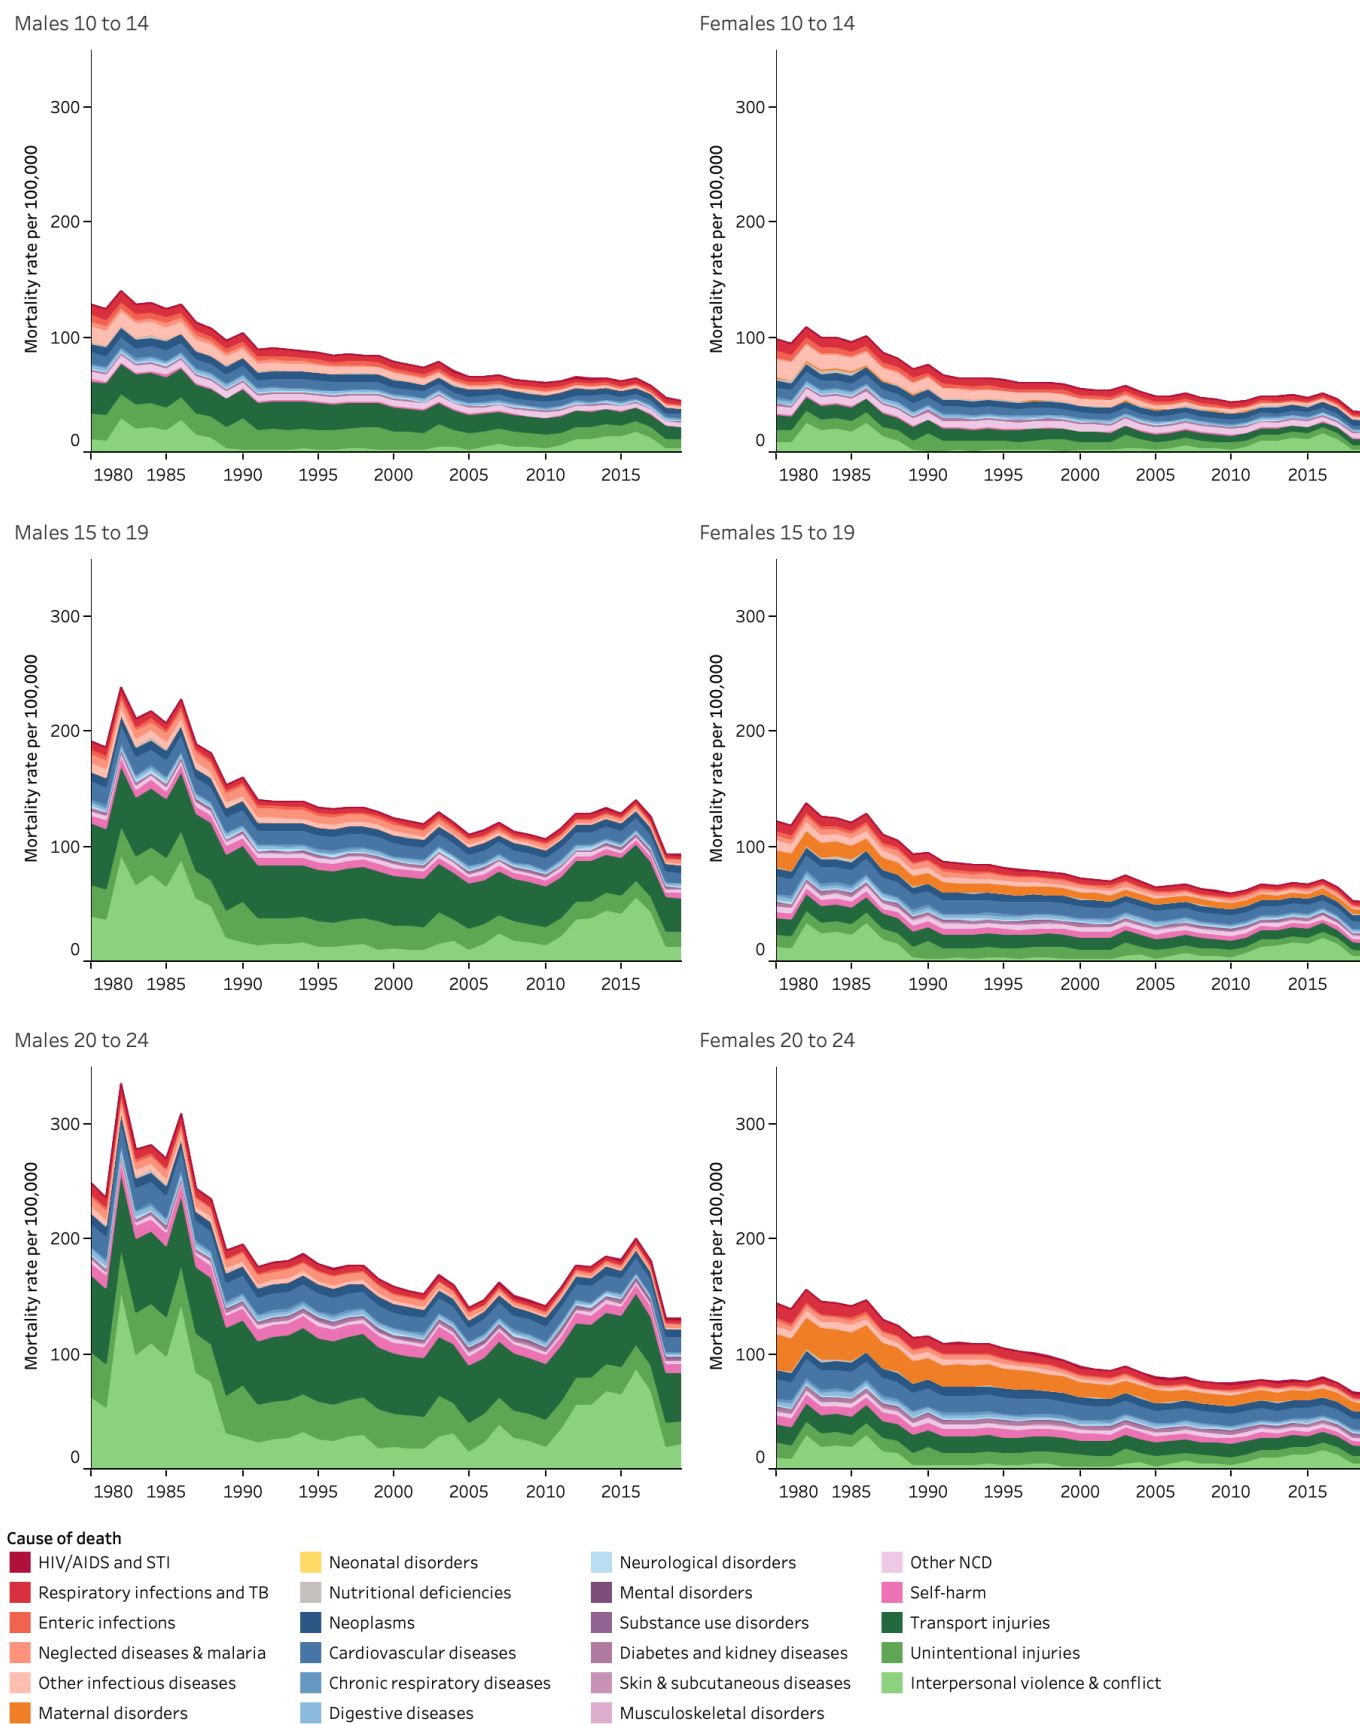 Males 10 to 14
Females 10 to 14
Mortality rate per 100,000
300
200
100
0
1980 1985 1990 1995 2000 2005 2010 2015
Mortality rate per 100,000
300
200
100
0
1980 1985 1990 1995 2000 2005 2010 2015
Males 15 to 19
Females 15 to 19
Mortality rate per 100,000
300
200
100
0
1980 1985 1990 1995 2000 2005 2010 2015
Mortality rate per 100,000
300
200
100
0
1980 1985 1990 1995 2000 2005 2010 2015
Males 20 to 24
Females 20 to 24
Mortality rate per 100,000
300
200
100
0
1980 1985 1990 1995 2000 2005 2010 2015
Mortality rate per 100,000
300
200
100
0
1980 1985 1990 1995 2000 2005 2010 2015
Cause of death
HIV/AIDS and STI
Respiratory infections and TB
Enteric infections
Neglected diseases & malaria
Other infectious diseases
Maternal disorders
Neonatal disorders
Nutritional deficiencies
Neoplasms
Cardiovascular diseases
Chronic respiratory diseases
Digestive diseases
Neurological disorders
Mental disorders
Substance use disorders
Diabetes and kidney diseases
Skin & subcutaneous diseases
Musculoskeletal disorders
Other NCD
Self-harm
Transport injuries
Unintentional injuries
Interpersonal violence & conflict